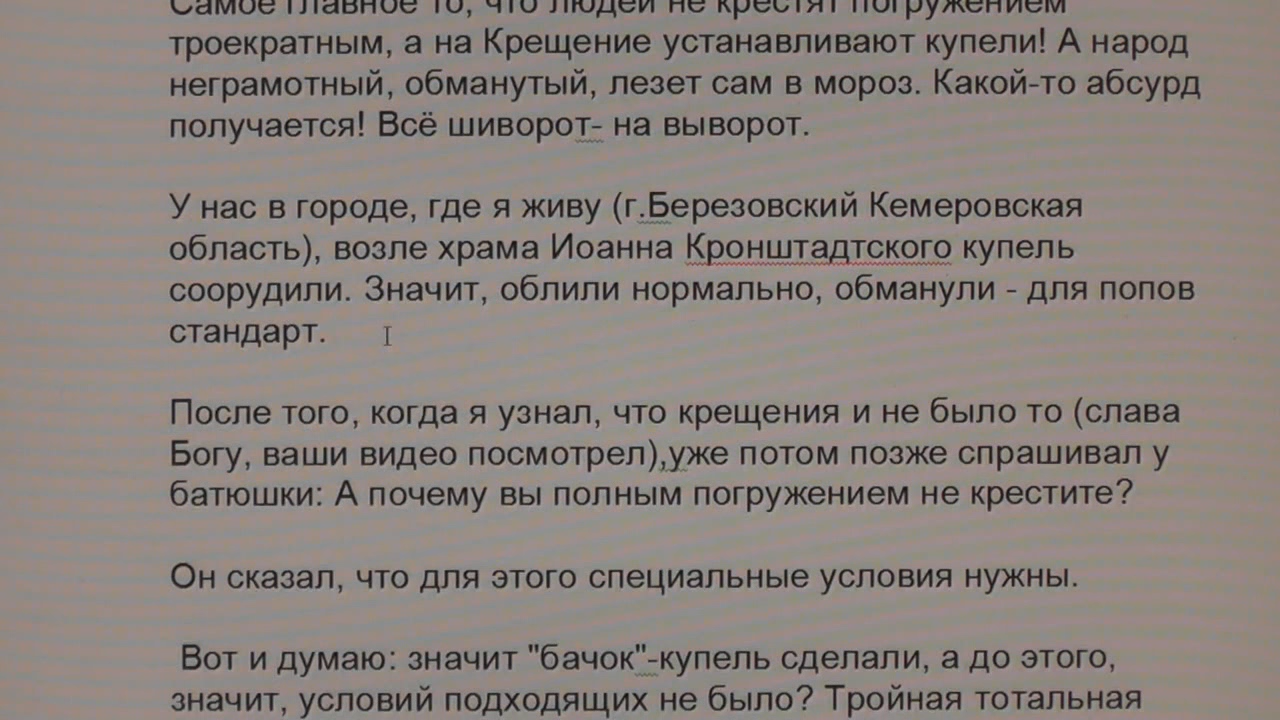 Самое главное то, что людей не крестят погружением
троекратным, а на Крещение устанавливают купели! А народ
неграмотный, обманутый, лезет сам в мороз. Какой-то абсурд
получается! Всё шиворот- на выворот.
У нас в городе, где я живу (г.Березовский Кемеровская
область), возле храма Иоанна Кронштадтского купель
соорудили. Значит, облили нормально, обманули - для попов
стандарт.
После того, когда я узнал, что крещения и не было то (слава
Богу, ваши видео посмотрел),уже потом позже спрашивал у
батюшки: А почему вы полным погружением не крестите?
Он сказал, что для этого специальные условия нужны.
Вот и думаю: значит "бачок"-купель сделали, а до этого,
значит, условий подходящих не было? Тройная тотальная